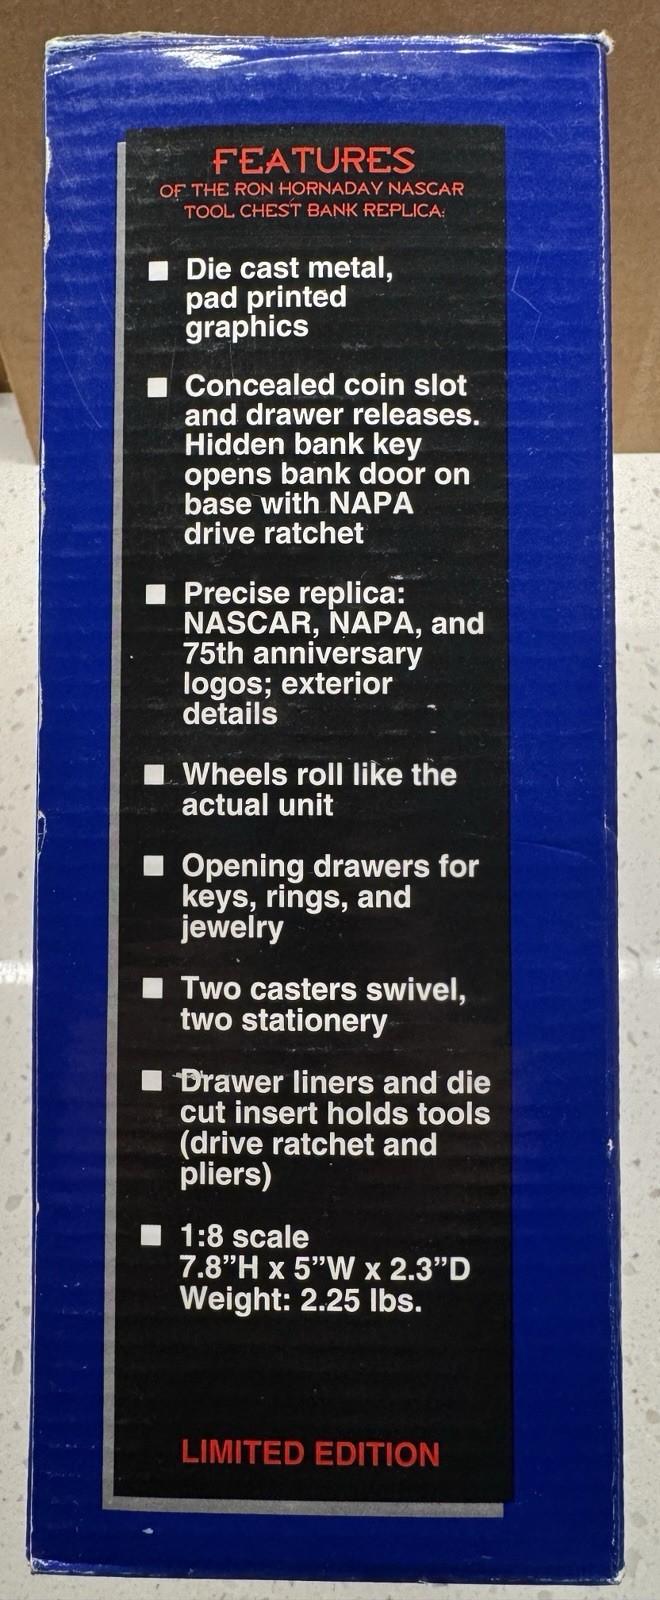 FEATURES
OF THE RON HORNADAY NASCAR
TOOL CHEST BANK REPLICA:
Die cast metal,
pad printed
graphics
Concealed coin slot
and drawer releases.
Hidden bank key
opens bank door on
base with NAPA
drive ratchet
Precise replica:
NASCAR, NAPA, and
75th anniversary
logos; exterior
details
Wheels roll like the
actual unit
Opening drawers for
keys, rings, and
jewelry
Two casters swivel,
two stationery
Drawer liners and die
cut insert holds tools
(drive ratchet and
pliers)
1:8 scale
7.8”H x 5”W x 2.3”D
Weight: 2.25 lbs.
LIMITED EDITION